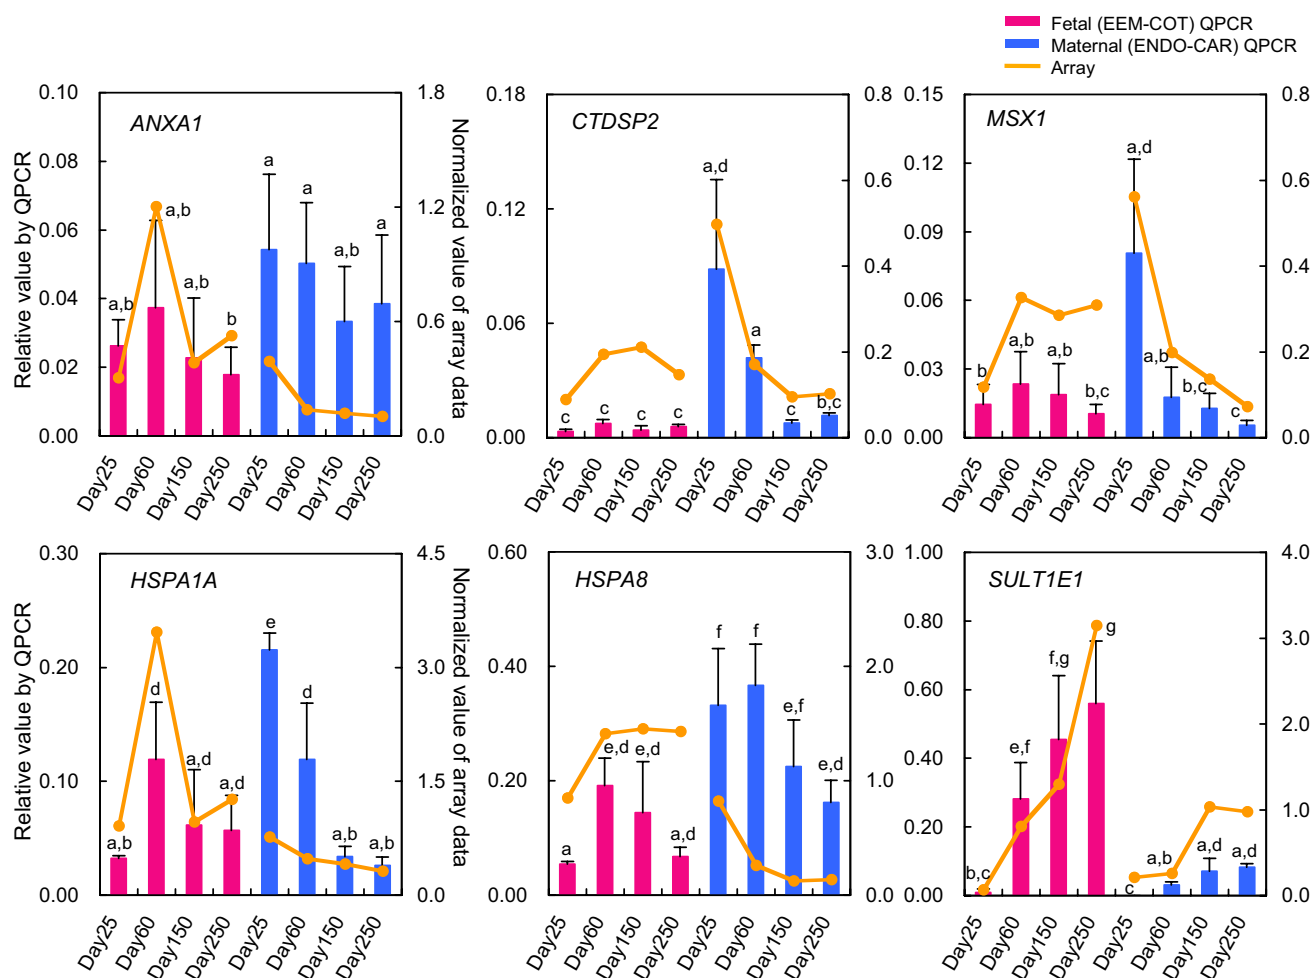 Fetal (EEM-COT) QPCR
Maternal (ENDO-CAR) QPCR
Array
Relative value by QPCR
0.10
0.08
0.06
0.04
0.02
0.00
ANXA1
a,b
a,b
a,b
b
a
a
a,b
a
1.8
1.2
0.6
0.0
Normalized value of array data
Day25
Day60
Day150
Day250
Day25
Day60
Day150
Day250
0.18
0.12
0.06
0.00
CTDSP2
c
c
c
c
a,d
a
c
b,c
0.8
0.6
0.4
0.2
0.0
Day25
Day60
Day150
Day250
Day25
Day60
Day150
Day250
0.15
0.12
0.09
0.06
0.03
0.00
MSX1
b
a,b
a,b
b,c
a,d
a,b
b,c
c
0.8
0.6
0.4
0.2
0.0
Day25
Day60
Day150
Day250
Day25
Day60
Day150
Day250
Relative value by QPCR
0.30
0.20
0.10
0.00
HSPA1A
a,b
d
a,d
a,d
e
d
a,b
a,b
4.5
3.0
1.5
0.0
Normalized value of array data
Day25
Day60
Day150
Day250
Day25
Day60
Day150
Day250
0.60
0.40
0.20
0.00
HSPA8
a
e,d
e,d
a,d
f
f
e,f
e,d
3.0
2.0
1.0
0.0
Day25
Day60
Day150
Day250
Day25
Day60
Day150
Day250
1.00
0.80
0.60
0.40
0.20
0.00
SULT1E1
b,c
e,f
f,g
g
c
a,b
a,d
a,d
4.0
3.0
2.0
1.0
0.0
Day25
Day60
Day150
Day250
Day25
Day60
Day150
Day250